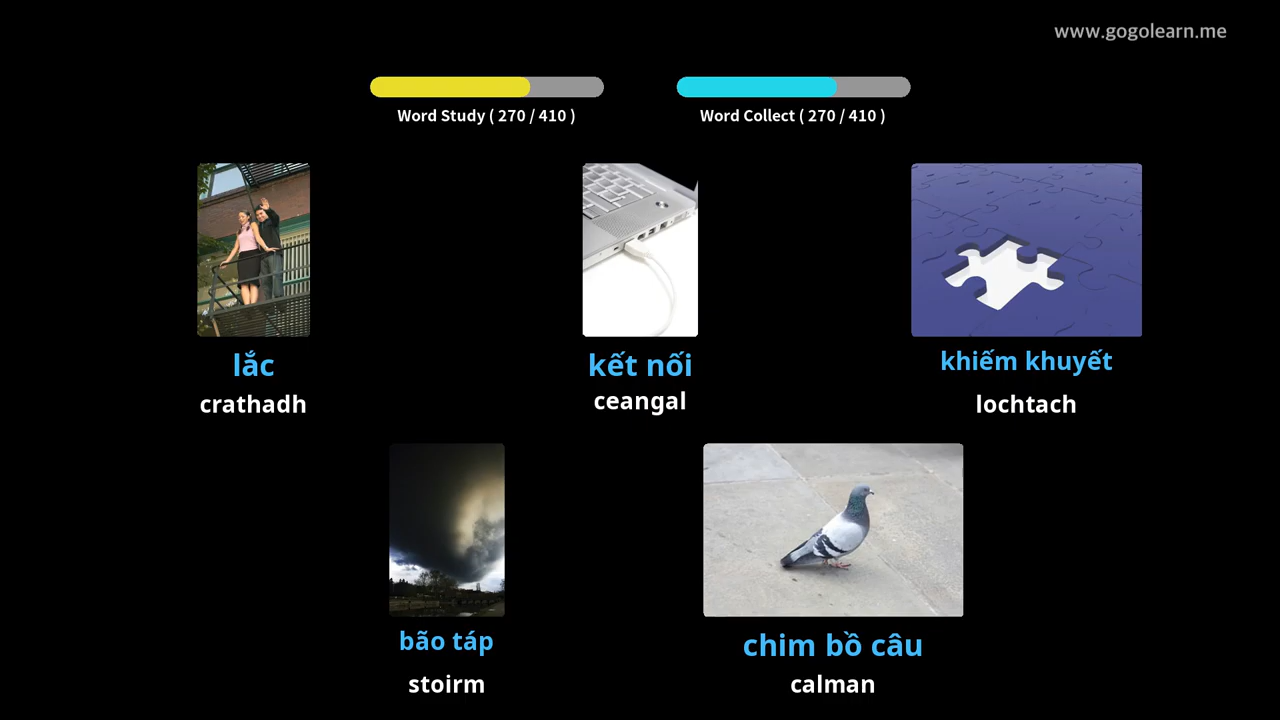 www.gogolearn.me
Word Study ( 270 / 410 )
Word Collect ( 270 / 410 )
lắc
crathadh
kết nối
ceangal
khiếm khuyết
lochtach
bão táp
stoirm
chim bồ câu
calman